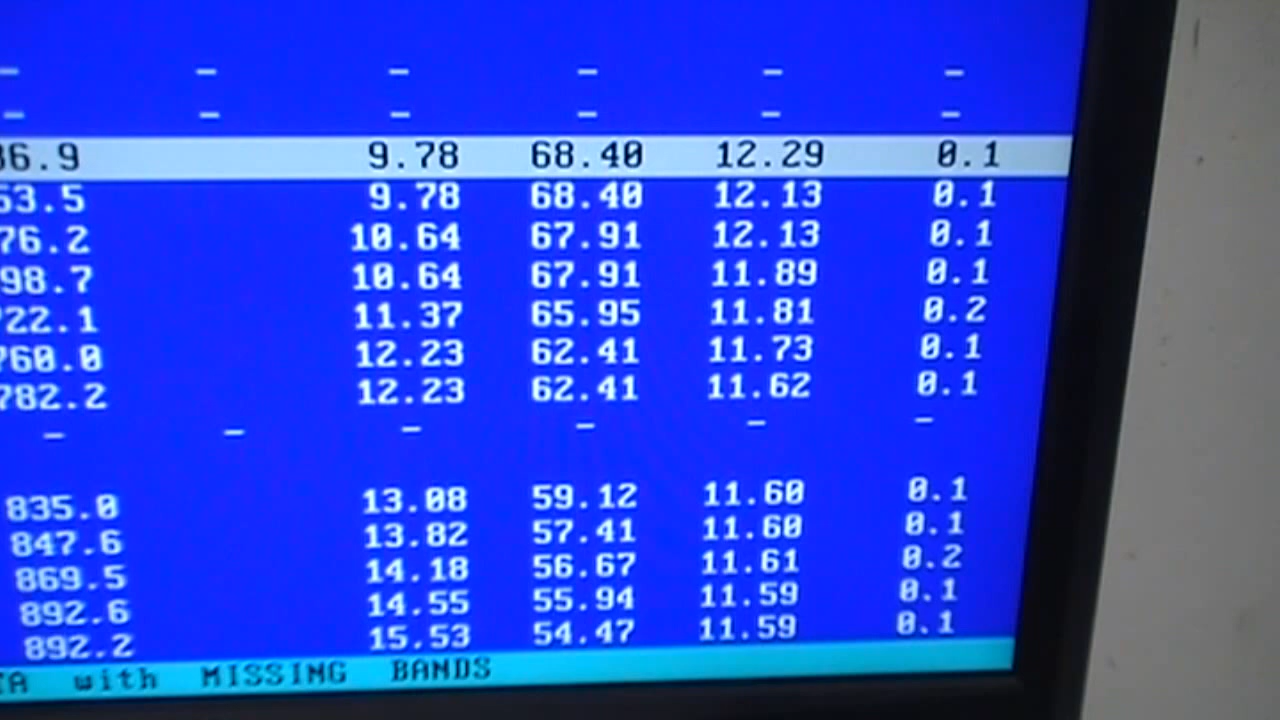 - - - - - -
- - - - - -
36.9 9.78 68.40 12.29 0.1
53.5 9.78 68.40 12.13 0.1
76.2 10.64 67.91 12.13 0.1
98.7 10.64 67.91 11.89 0.1
722.1 11.37 65.95 11.81 0.2
760.0 12.23 62.41 11.73 0.1
782.2 12.23 62.41 11.62 0.1
- - - - - -
835.0 13.08 59.12 11.60 0.1
847.6 13.82 57.41 11.60 0.1
869.5 14.18 56.67 11.61 0.2
892.6 14.55 55.94 11.59 0.1
892.2 15.53 54.47 11.59 0.1
TA with MISSING BANDS